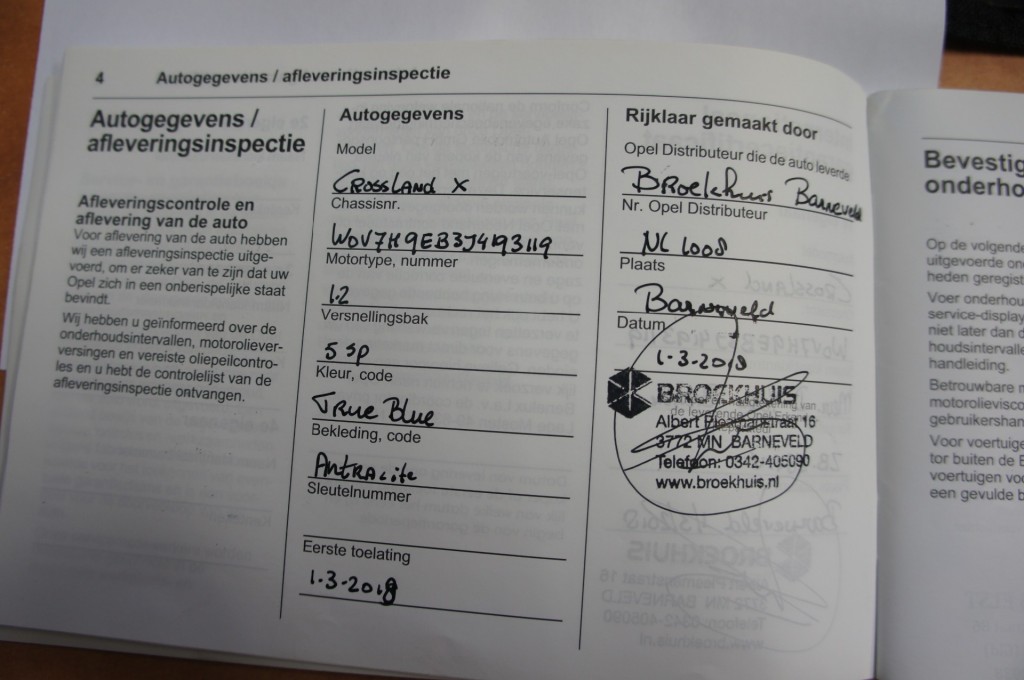 4 Autogegevens / afleveringsinspectie
Autogegevens /
afleveringsinspectie
Afleveringscontrole en
aflevering van de auto
Voor aflevering van de auto hebben
wij een afleveringsinspectie uitge-
voerd, om er zeker van te zijn dat uw
Opel zich in een onberispelijke staat
bevindt.
Wij hebben u geïnformeerd over de
onderhoudsintervallen, motoroliever-
versingen en vereiste oliepeilcontro-
les en u hebt de controlelijst van de
afleveringsinspectie ontvangen.
Autogegevens
Model
Crossland X
Chassisnr.
W0V7H9EB3J4193119
Motortype, nummer
1.2
Versnellingsbak
5 sp
Kleur, code
True Blue
Bekleding, code
Antracite
Sleutelnummer
Eerste toelating
1-3-2018
Rijklaar gemaakt door
Opel Distributeur die de auto leverde
Broekhuis Barneveld
Nr. Opel Distributeur
NL 1008
Plaats
Barneveld
Datum
1-3-2018
BROEKHUIS
Albert Plesmanstraat 16
3772 MN BARNEVELD
Telefoon: 0342-405090
www.broekhuis.nl
Bevestig
onderho
Op de volgende
uitgevoerde on
heden geregist
Voer onderhou
service-display
niet later dan d
houdsintervalle
handleiding.
Betrouwbare m
motorolievisco
gebruikershan
Voor voertuige
tor buiten de E
voertuigen voo
een gevulde b